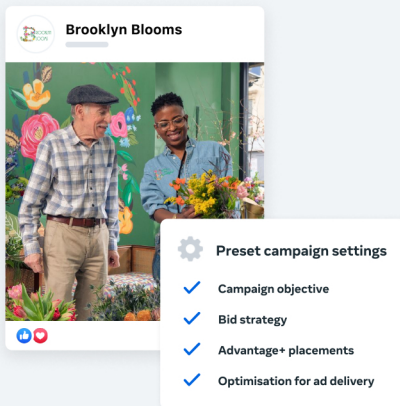 Brooklyn Blooms
Preset campaign settings
Campaign objective
Bid strategy
Advantage+ placements
Optimisation for ad delivery